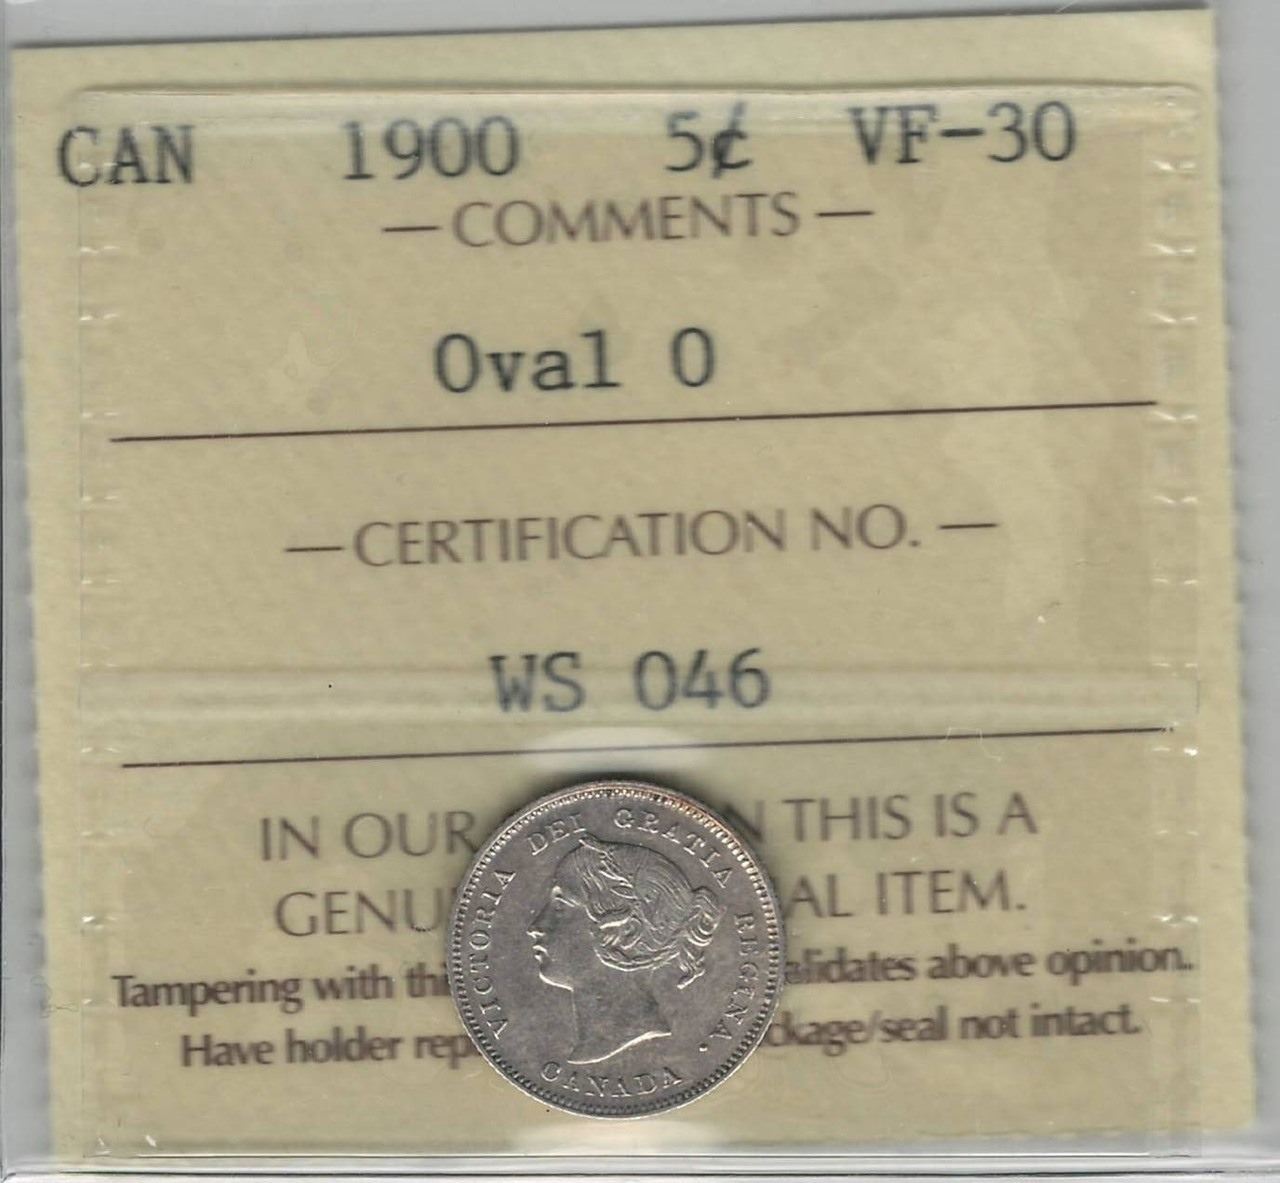 CAN 1900 5¢ VF-30
— COMMENTS —
Oval 0
— CERTIFICATION NO. —
WS 046
IN OUR N THIS IS A
GENU AL ITEM.
Tampering with thi alidates above opinion..
Have holder rep ckage/seal not intact.
VICTORIA DEI GRATIA REGINA.
CANADA